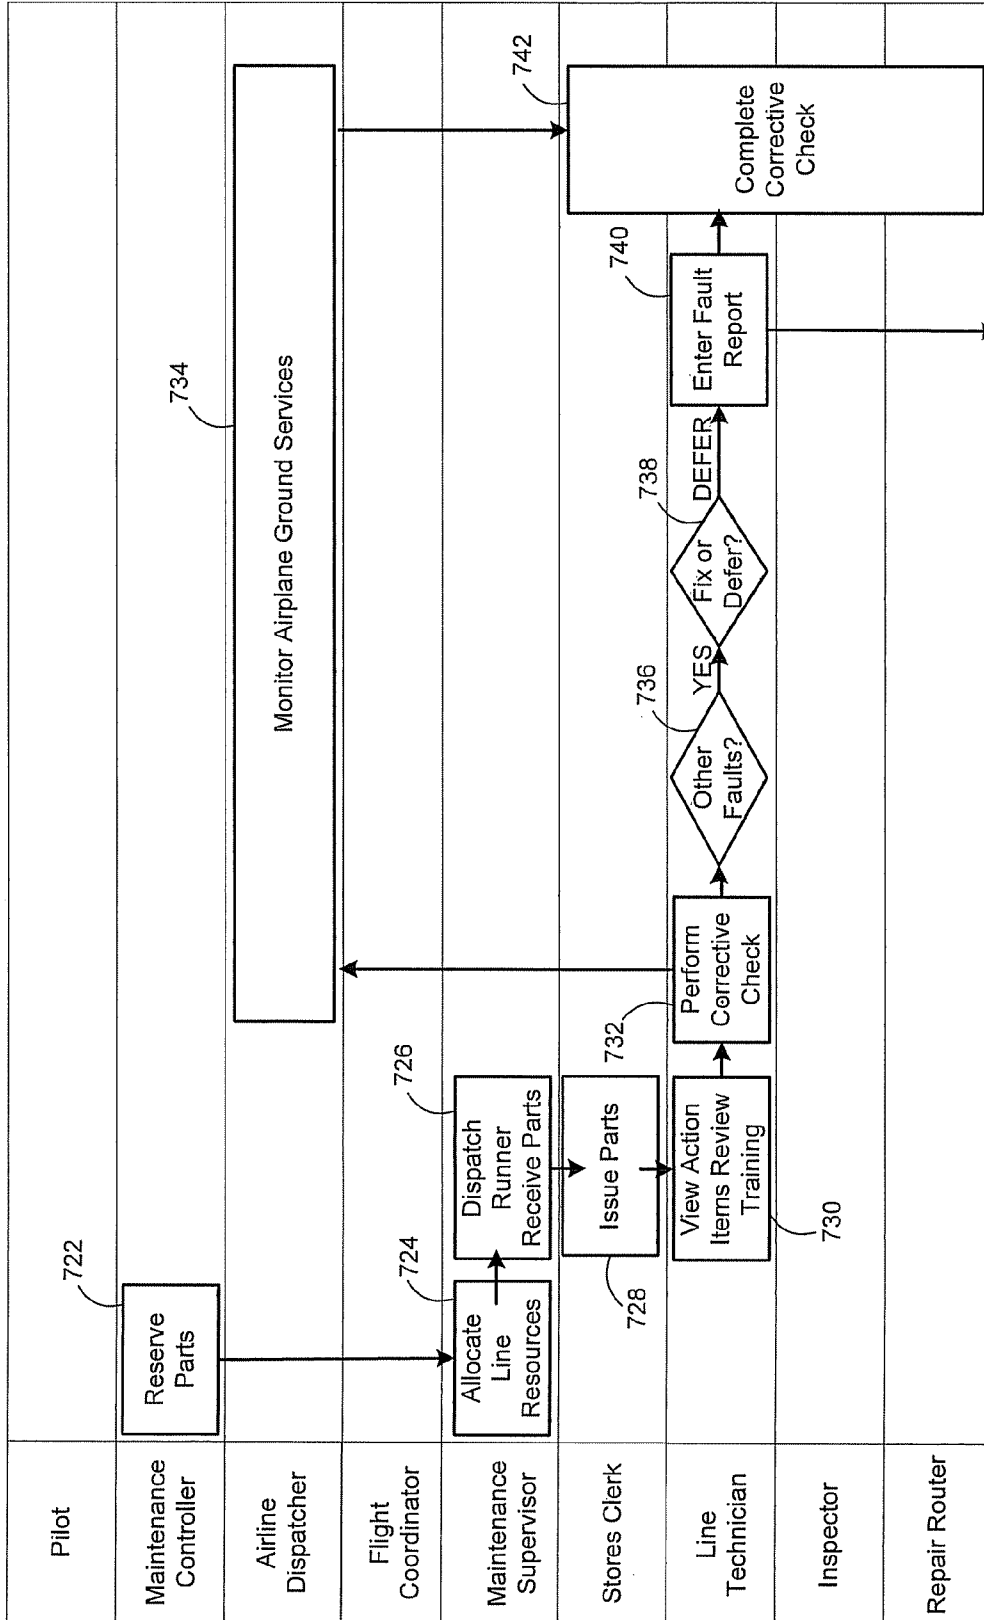 Pilot
Maintenance
Controller
722
Reserve
Parts
Airline
Dispatcher
734
Monitor Airplane Ground Services
Flight
Coordinator
Maintenance
Supervisor
724
Allocate
Line
Resources
726
Dispatch
Runner
Receive Parts
Stores Clerk
728
Issue Parts
Line
Technician
730
View Action
Items Review
Training
732
Perform
Corrective
Check
736
Other
Faults?
YES
738
Fix or
Defer?
DEFER
740
Enter Fault
Report
742
Complete
Corrective
Check
Inspector
Repair Router